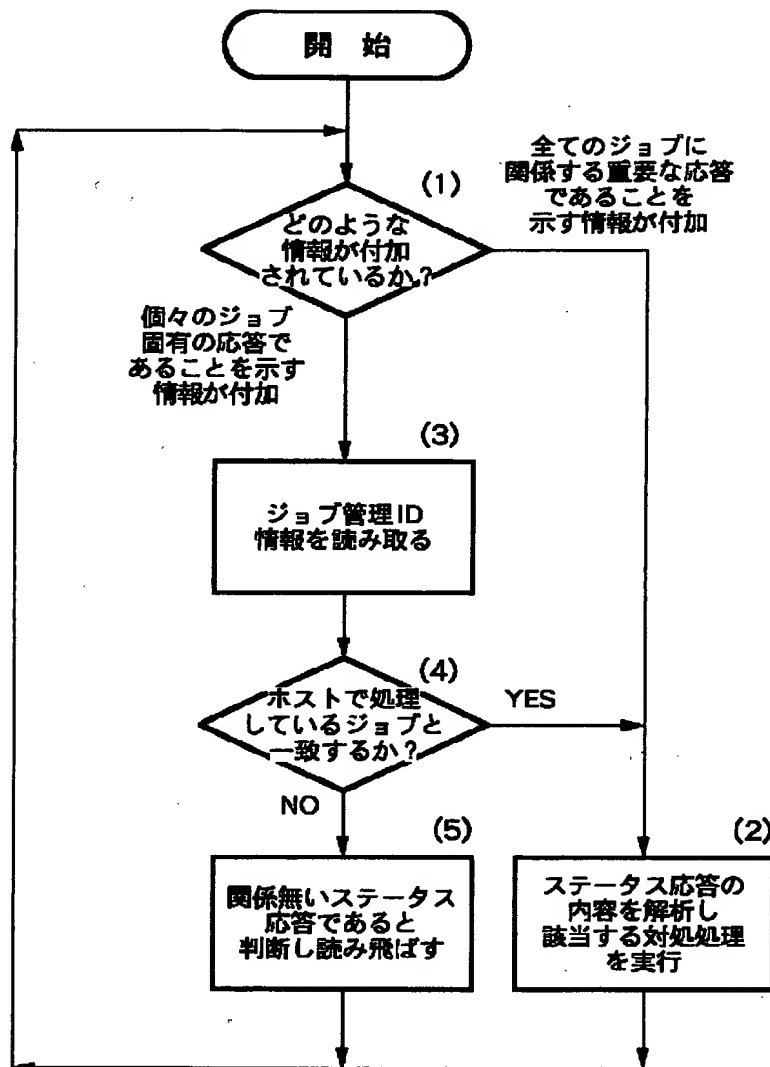 開 始
(1)
どのような
情報が付加
されているか?
全てのジョブに
関係する重要な応答
であることを
示す情報が付加
個々のジョブ
固有の応答で
あることを示す
情報が付加
(3)
ジョブ管理ID
情報を読み取る
(4)
ホストで処理
しているジョブと
一致するか?
YES
NO
(5)
関係無いステータス
応答であると
判断し読み飛ばす
(2)
ステータス応答の
内容を解析し
該当する対処処理
を実行